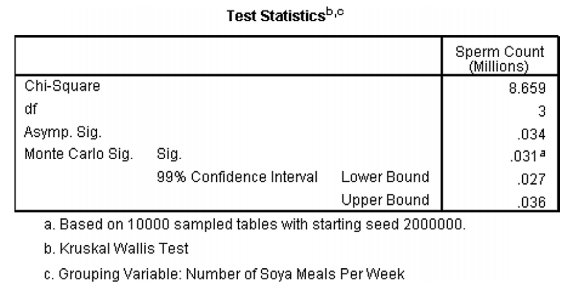 Test Statisticsb,c
Sperm Count
(Millions)
Chi-Square 8.659
df 3
Asymp. Sig. .034
Monte Carlo Sig. Sig. .031a
99% Confidence Interval Lower Bound .027
Upper Bound .036
a. Based on 10000 sampled tables with starting seed 2000000.
b. Kruskal Wallis Test
c. Grouping Variable: Number of Soya Meals Per Week